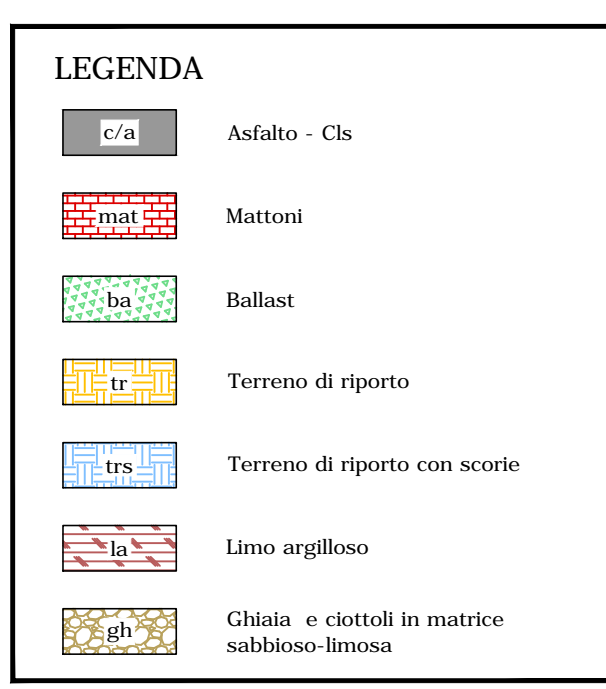 LEGENDA
c/a Asfalto - Cls
mat Mattoni
ba Ballast
tr Terreno di riporto
trs Terreno di riporto con scorie
la Limo argilloso
gh Ghiaia e ciottoli in matrice
sabbioso-limosa